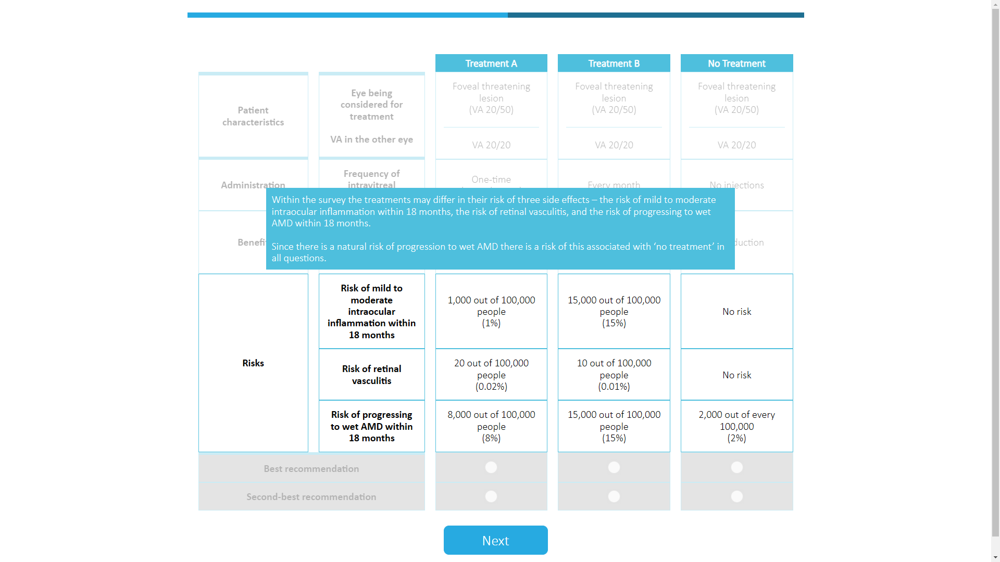 Treatment A
Treatment B
No Treatment
Patient
characteristics
Eye being
considered for
treatment
VA in the other eye
Foveal threatening
lesion
(VA 20/50)
VA 20/20
Foveal threatening
lesion
(VA 20/50)
VA 20/20
Foveal threatening
lesion
(VA 20/50)
VA 20/20
Administration
Frequency of
intravitreal
One-time
Every month
No injections
Within the survey the treatments may differ in their risk of three side effects – the risk of mild to moderate
intraocular inflammation within 18 months, the risk of retinal vasculitis, and the risk of progressing to wet
AMD within 18 months.
Since there is a natural risk of progression to wet AMD there is a risk of this associated with ‘no treatment’ in
all questions.
Risks
Risk of mild to
moderate
intraocular
inflammation within
18 months
1,000 out of 100,000
people
(1%)
15,000 out of 100,000
people
(15%)
No risk
Risk of retinal
vasculitis
20 out of 100,000
people
(0.02%)
10 out of 100,000
people
(0.01%)
No risk
Risk of progressing
to wet AMD within
18 months
8,000 out of 100,000
people
(8%)
15,000 out of 100,000
people
(15%)
2,000 out of every
100,000
(2%)
Best recommendation
Second-best recommendation
Next